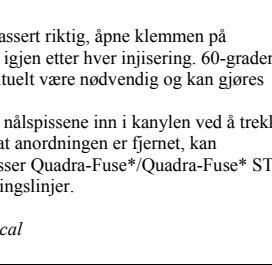 assert riktig, åpne klemmen på
igjen etter hver injisering. 60-grader
tuelt være nødvendig og kan gjøres
nålspissene inn i kanylen ved å trekk
at anordningen er fjernet, kan
sser Quadra-Fuse*/Quadra-Fuse* ST
ingslinjer.
cal